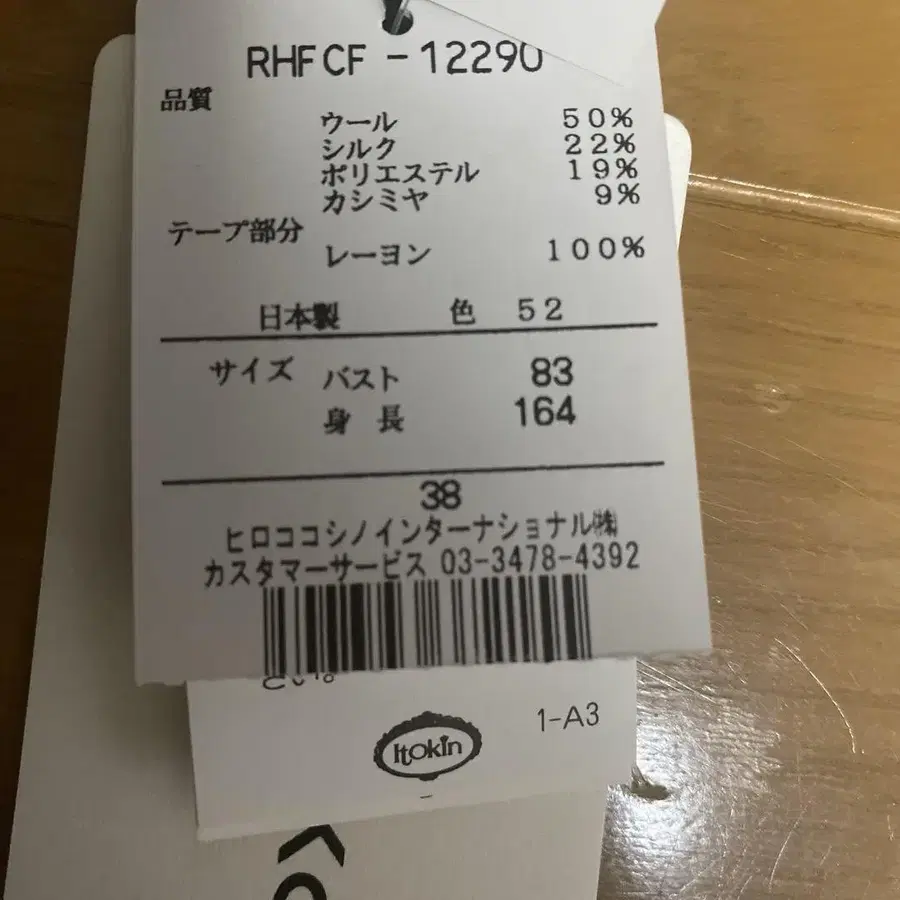 RHFCF -12290
品質
ウール 50%
シルク 22%
ポリエステル 19%
カシミヤ 9%
テープ部分
レーヨン 100%
日本製 色 52
サイズ バスト 83
身長 164
38
ヒロココシノインターナショナル㈱
カスタマーサービス 03-3478-4392
1-A3
Itokin